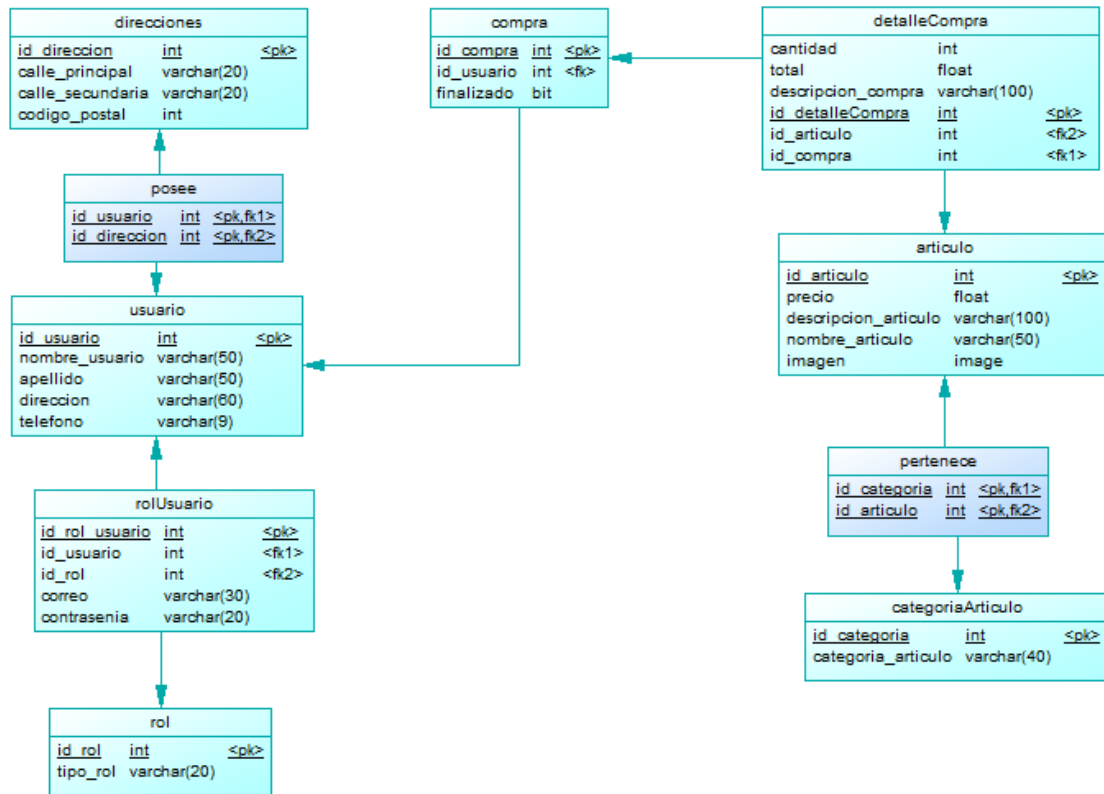 direcciones
id_direccion int <pk>
calle_principal varchar(20)
calle_secundaria varchar(20)
codigo_postal int
posee
id_usuario int <pk,fk1>
id_direccion int <pk,fk2>
usuario
id_usuario int <pk>
nombre_usuario varchar(50)
apellido varchar(50)
direccion varchar(60)
telefono varchar(9)
rolUsuario
id_rol_usuario int <pk>
id_usuario int <fk1>
id_rol int <fk2>
correo varchar(30)
contrasenia varchar(20)
rol
id_rol int <pk>
tipo_rol varchar(20)
compra
id_compra int <pk>
id_usuario int <fk>
finalizado bit
detalleCompra
cantidad int
total float
descripcion_compra varchar(100)
id_detalleCompra int <pk>
id_articulo int <fk2>
id_compra int <fk1>
articulo
id_articulo int <pk>
precio float
descripcion_articulo varchar(100)
nombre_articulo varchar(50)
imagen image
pertenece
id_categoria int <pk,fk1>
id_articulo int <pk,fk2>
categoriaArticulo
id_categoria int <pk>
categoria_articulo varchar(40)